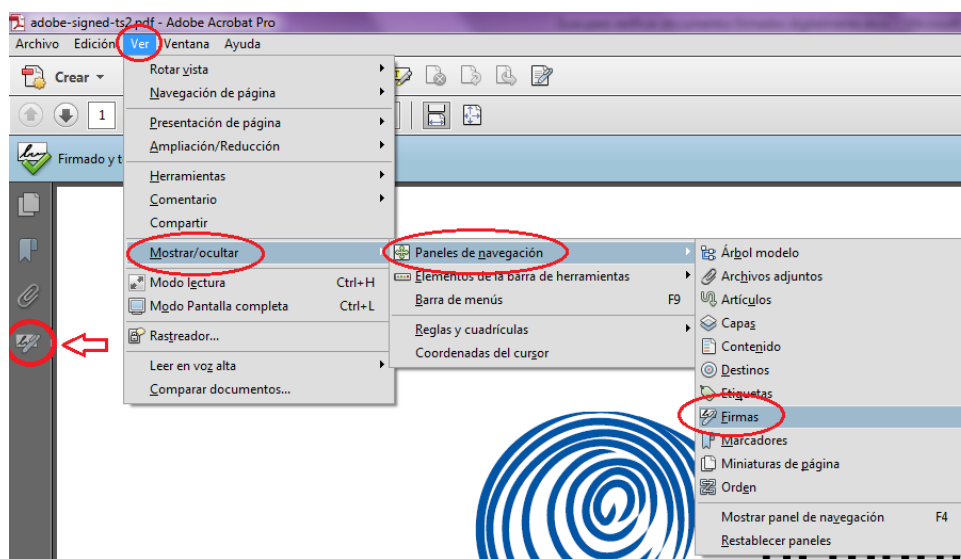 adobe-signed-ts2.pdf - Adobe Acrobat Pro
Archivo Edición Ver Ventana Ayuda
Crear
1
Firmado y t
Rotar vista
Navegación de página
Presentación de página
Ampliación/Reducción
Herramientas
Comentario
Compartir
Mostrar/ocultar
Modo lectura Ctrl+H
Modo Pantalla completa Ctrl+L
Rastreador...
Leer en voz alta
Comparar documentos...
Paneles de navegación
Elementos de la barra de herramientas
Barra de menús F9
Reglas y cuadrículas
Coordenadas del cursor
Árbol modelo
Archivos adjuntos
Artículos
Capas
Contenido
Destinos
Etiquetas
Firmas
Marcadores
Miniaturas de página
Orden
Mostrar panel de navegación F4
Restablecer paneles